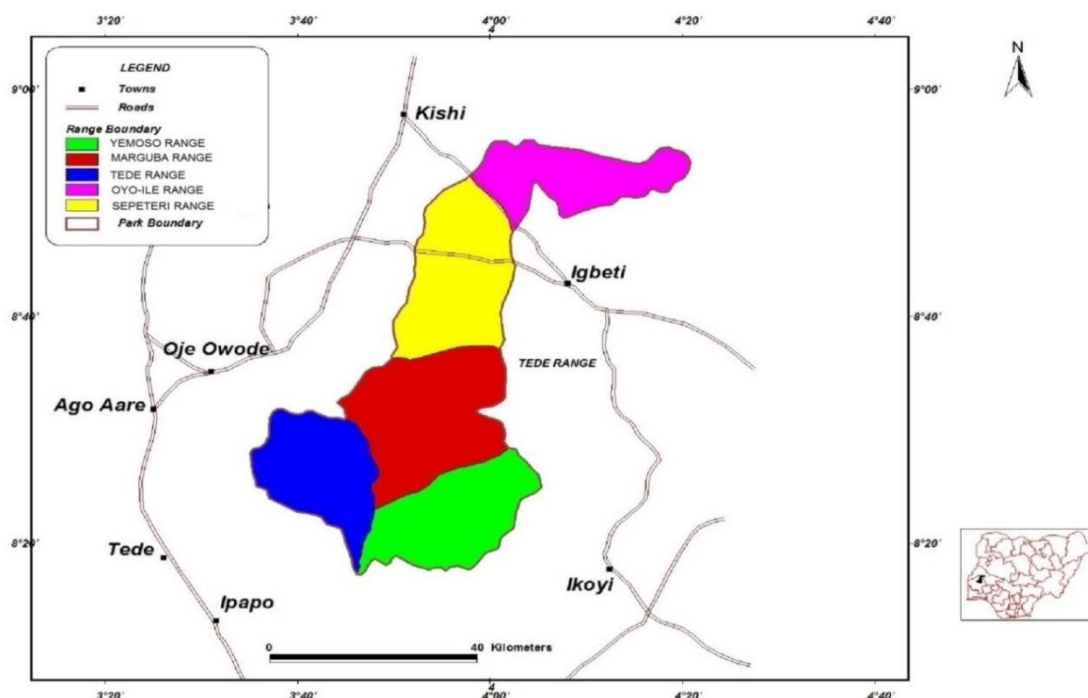 3°20' 3°40' 4°00' 4°20' 4°40'
N
LEGEND
Towns
Roads
Range Boundary
YEMOSO RANGE
MARGUBA RANGE
TEDE RANGE
OYO-ILE RANGE
SEPETERI RANGE
Park Boundary
9°00' 9°00'
Kishi
Igbeti
8°40' 8°40'
Oje Owode
TEDE RANGE
Ago Aare
8°20' 8°20'
Tede
Ikoyi
Ipapo
0 40 Kilometers
3°20' 3°40' 4°00' 4°20' 4°40'